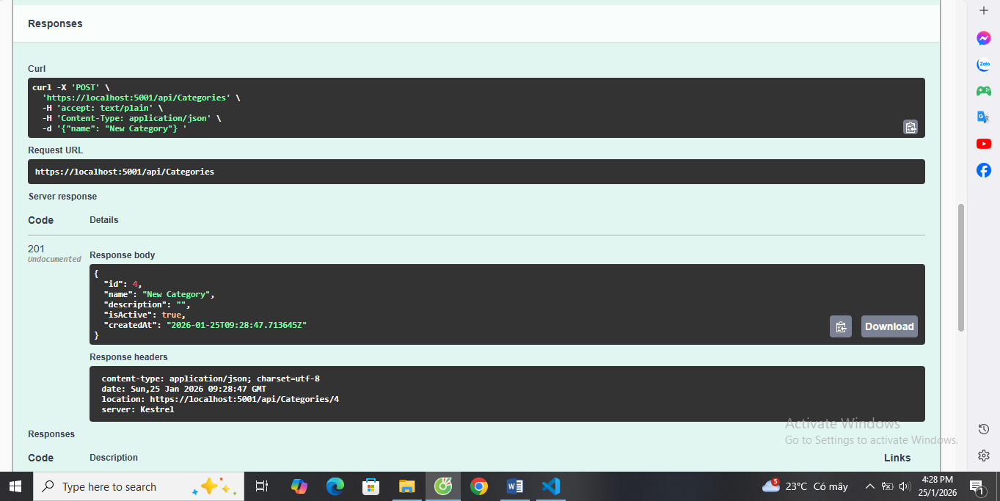 Responses
Curl
curl -X 'POST' \
'https://localhost:5001/api/Categories' \
-H 'accept: text/plain' \
-H 'Content-Type: application/json' \
-d '{"name": "New Category"} '
Request URL
https://localhost:5001/api/Categories
Server response
Code Details
201
Undocumented
Response body
{
"id": 4,
"name": "New Category",
"description": "",
"isActive": true,
"createdAt": "2026-01-25T09:28:47.713645Z"
}
Download
Response headers
content-type: application/json; charset=utf-8
date: Sun,25 Jan 2026 09:28:47 GMT
location: https://localhost:5001/api/Categories/4
server: Kestrel
Responses
Code Description Links
Activate Windows
Go to Settings to activate Windows.
Zalo
Type here to search
5
23°C Có mây
4:28 PM
25/1/2026
1